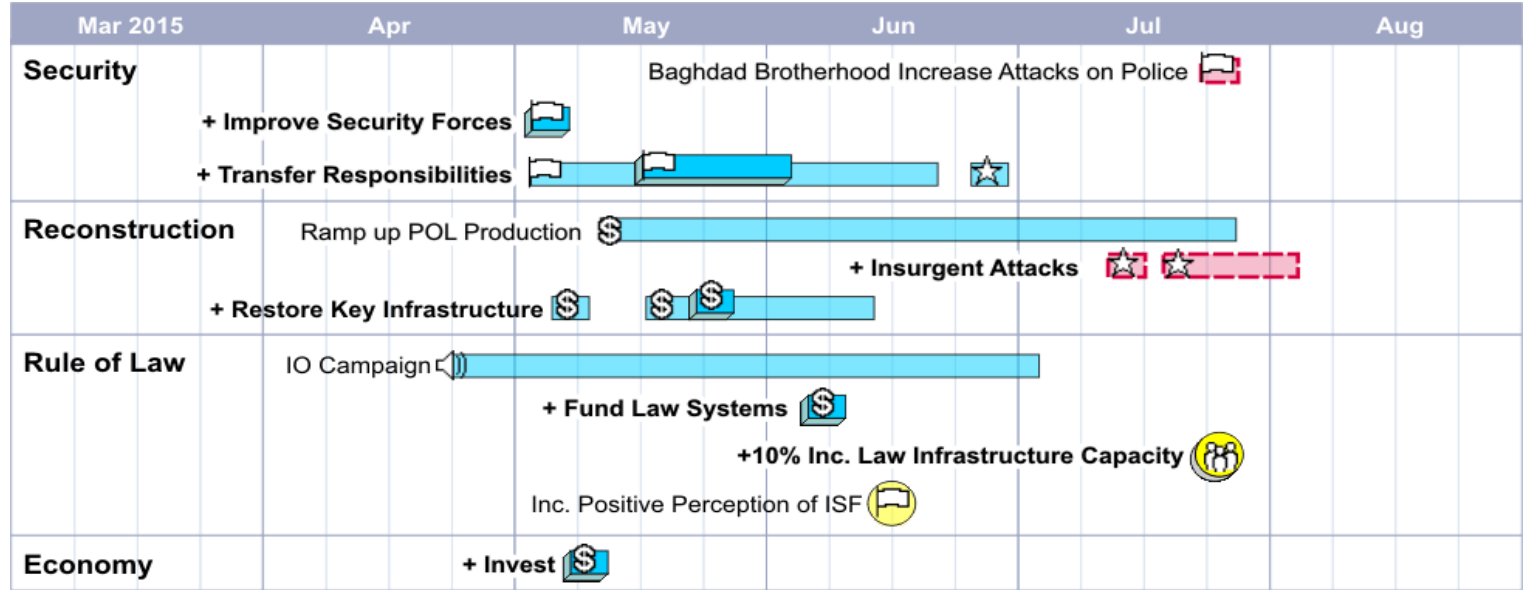 Mar 2015 Apr May Jun Jul Aug
Security
Baghdad Brotherhood Increase Attacks on Police
+ Improve Security Forces
+ Transfer Responsibilities
Reconstruction
Ramp up POL Production
$
+ Insurgent Attacks
+ Restore Key Infrastructure
$ $ $
Rule of Law
IO Campaign
+ Fund Law Systems
$
+10% Inc. Law Infrastructure Capacity
Inc. Positive Perception of ISF
Economy
+ Invest
$